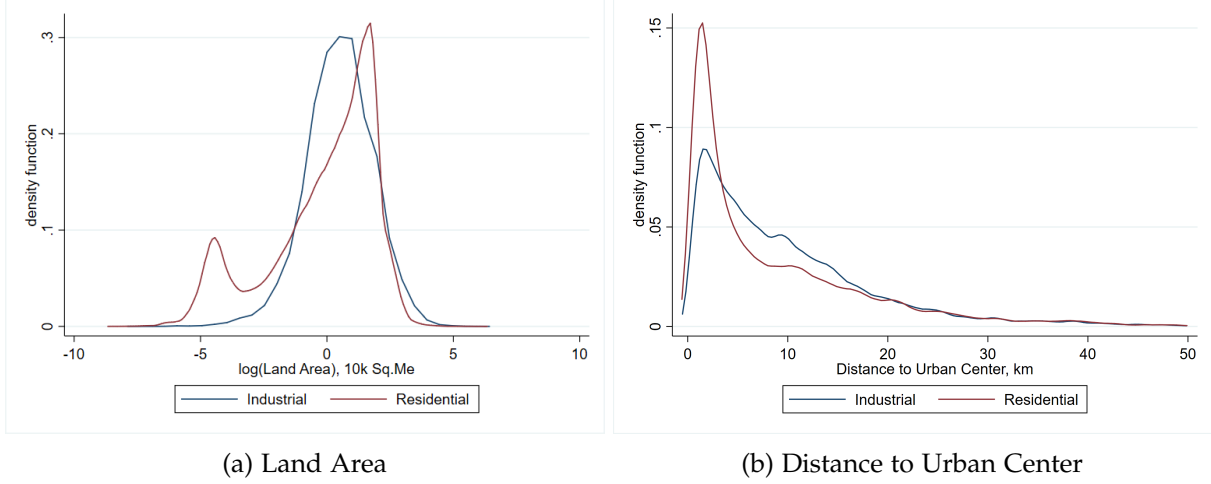 density function
0
.1
.2
.3
-10
-5
0
5
10
log(Land Area), 10k Sq.Me
Industrial
Residential
(a) Land Area
density function
0
.05
.1
.15
0
10
20
30
40
50
Distance to Urban Center, km
Industrial
Residential
(b) Distance to Urban Center